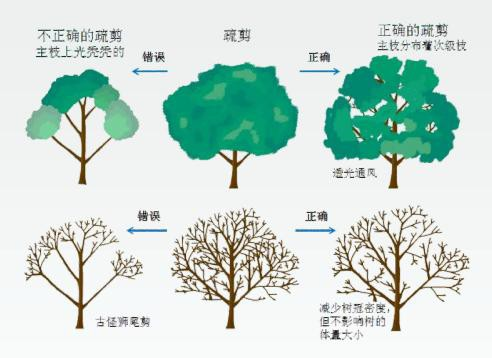 不正确的疏剪
主枝上光秃秃的
疏剪
正确的疏剪
主枝分布着次级枝
错误
正确
透光通风
错误
正确
古怪狮尾剪
减少树冠密度,
但不影响树的
体量大小